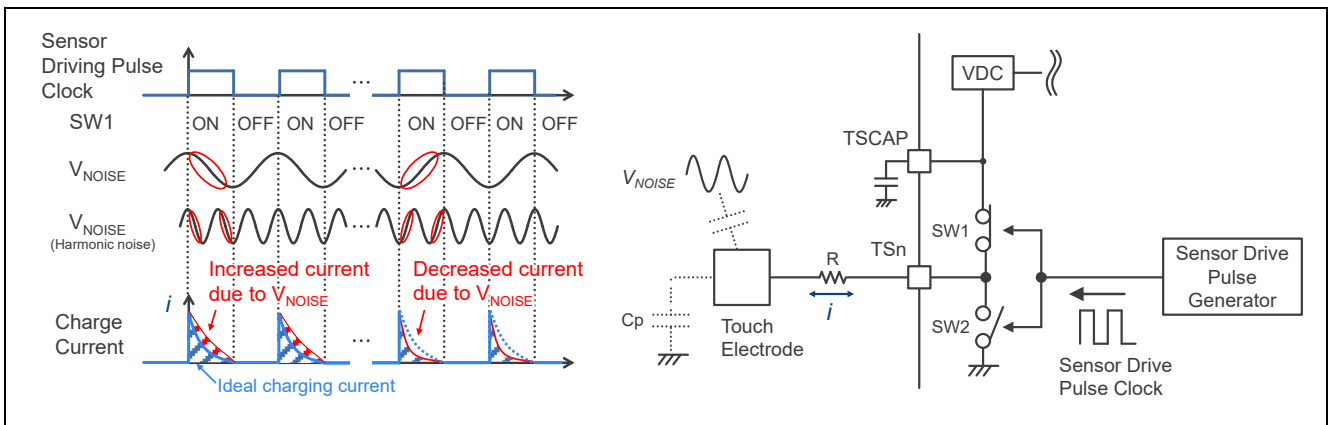 Sensor
Driving Pulse
Clock
...
SW1
ON OFF ON OFF ON OFF ON OFF
VNOISE
...
VNOISE
(Harmonic noise)
...
Increased current
due to VNOISE
Decreased current
due to VNOISE
i
Charge
Current
...
Ideal charging current
VDC
TSCAP
VNOISE
SW1
TSn
R
i
Cp
Touch
Electrode
SW2
Sensor Drive
Pulse
Generator
Sensor Drive
Pulse Clock